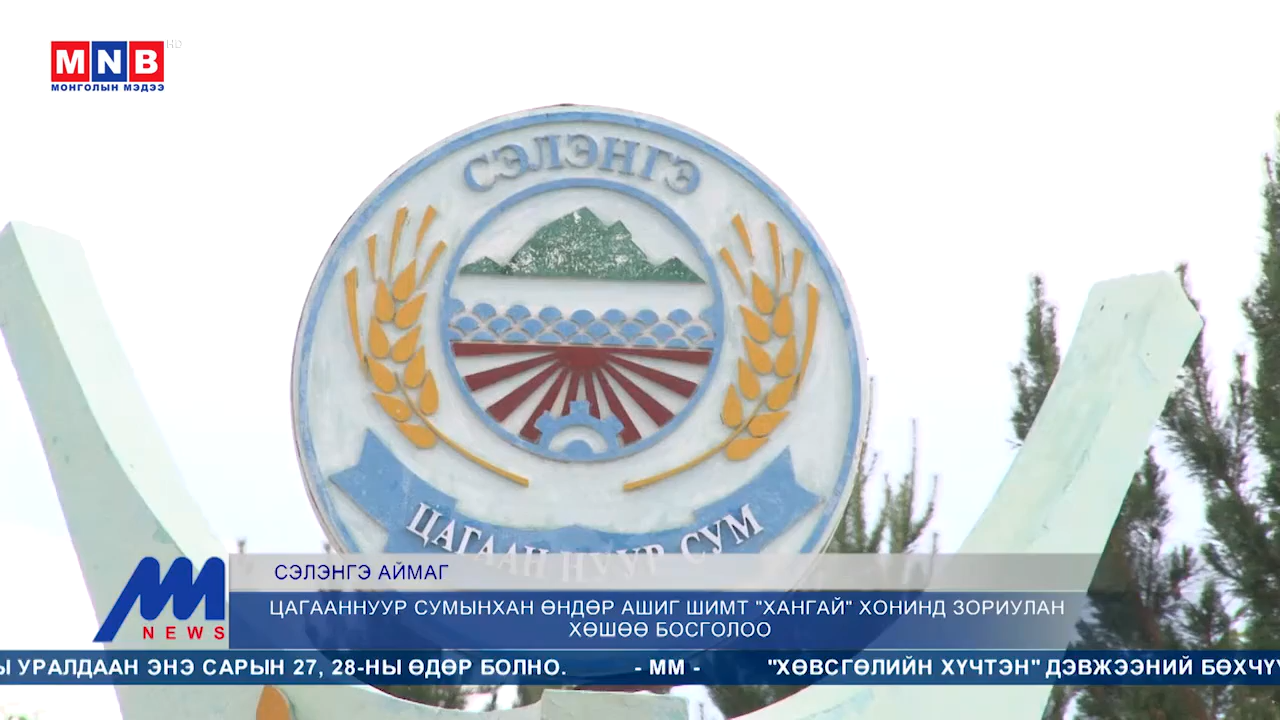 MNB HD
МОНГОЛЫН МЭДЭЭ
СЭЛЭНГЭ
ЦАГААН НУУР СУМ
СЭЛЭНГЭ АЙМАГ
NEWS
ЦАГААННУУР СУМЫНХАН ӨНДӨР АШИГ ШИМТ "ХАНГАЙ" ХОНИНД ЗОРИУЛАН
ХӨШӨӨ БОСГОЛОО
УРАЛДААН ЭНЭ САРЫН 27, 28-НЫ ӨДӨР БОЛНО. - ММ - "ХӨВСГӨЛИЙН ХҮЧТЭН" ДЭВЖЭЭНИЙ